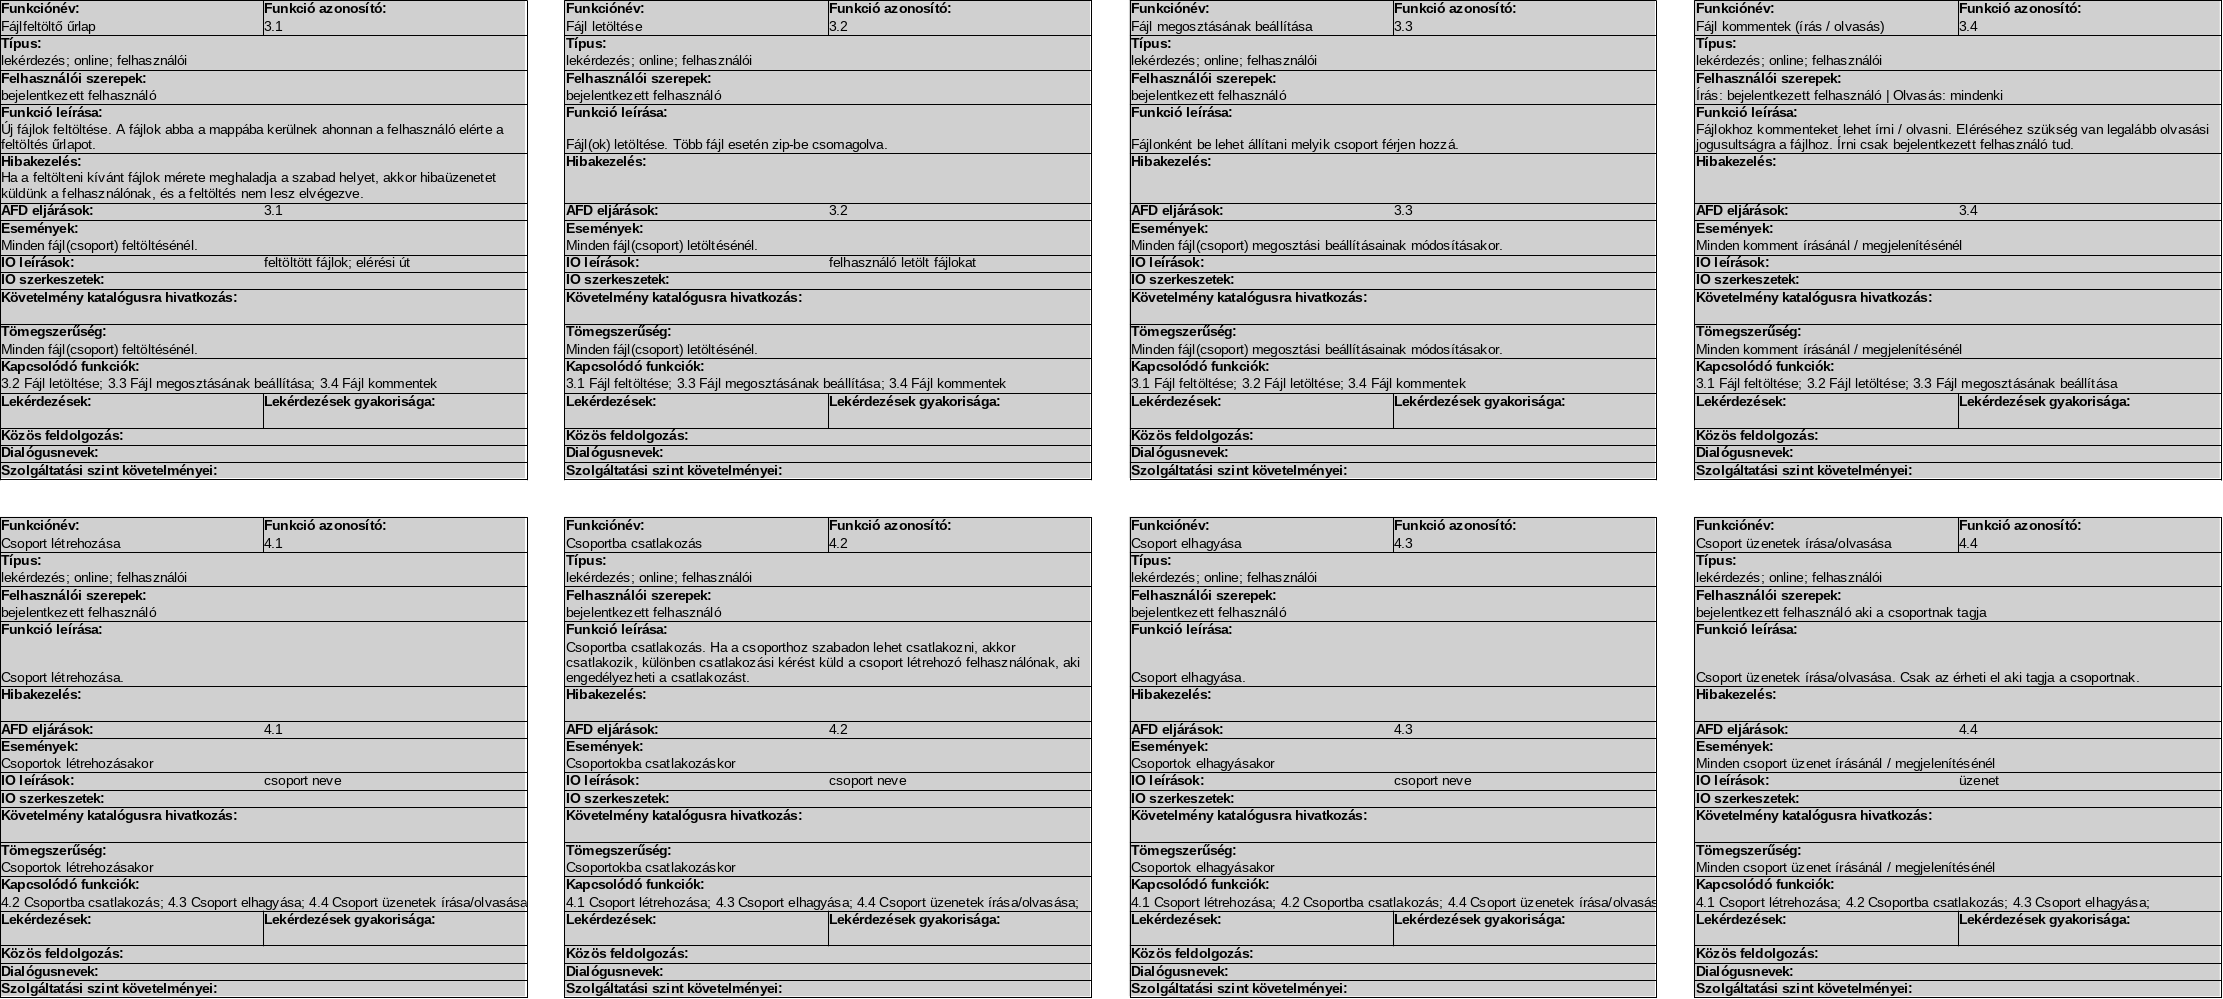 Funkciónév: Funkció azonosító:
Fájlfeltöltő űrlap 3.1
Típus:
lekérdezés; online; felhasználói
Felhasználói szerepek:
bejelentkezett felhasználó
Funkció leírása:
Új fájlok feltöltése. A fájlok abba a mappába kerülnek ahonnan a felhasználó elérte a
feltöltés űrlapot.
Hibakezelés:
Ha a feltölteni kívánt fájlok mérete meghaladja a szabad helyet, akkor hibaüzenetet
küldünk a felhasználónak, és a feltöltés nem lesz elvégezve.
AFD eljárások: 3.1
Események:
Minden fájl(csoport) feltöltésénél.
IO leírások: feltöltött fájlok; elérési út
IO szerkeszetek:
Követelmény katalógusra hivatkozás:
Tömegszerűség:
Minden fájl(csoport) feltöltésénél.
Kapcsolódó funkciók:
3.2 Fájl letöltése; 3.3 Fájl megosztásának beállítása; 3.4 Fájl kommentek
Lekérdezések: Lekérdezések gyakorisága:
Közös feldolgozás:
Dialógusnevek:
Szolgáltatási szint követelményei:
Funkciónév: Funkció azonosító:
Fájl letöltése 3.2
Típus:
lekérdezés; online; felhasználói
Felhasználói szerepek:
bejelentkezett felhasználó
Funkció leírása:
Fájl(ok) letöltése. Több fájl esetén zip-be csomagolva.
Hibakezelés:
AFD eljárások: 3.2
Események:
Minden fájl(csoport) letöltésénél.
IO leírások: felhasználó letölt fájlokat
IO szerkeszetek:
Követelmény katalógusra hivatkozás:
Tömegszerűség:
Minden fájl(csoport) letöltésénél.
Kapcsolódó funkciók:
3.1 Fájl feltöltése; 3.3 Fájl megosztásának beállítása; 3.4 Fájl kommentek
Lekérdezések: Lekérdezések gyakorisága:
Közös feldolgozás:
Dialógusnevek:
Szolgáltatási szint követelményei:
Funkciónév: Funkció azonosító:
Fájl megosztásának beállítása 3.3
Típus:
lekérdezés; online; felhasználói
Felhasználói szerepek:
bejelentkezett felhasználó
Funkció leírása:
Fájlonként be lehet állítani melyik csoport férjen hozzá.
Hibakezelés:
AFD eljárások: 3.3
Események:
Minden fájl(csoport) megosztási beállításainak módosításakor.
IO leírások:
IO szerkeszetek:
Követelmény katalógusra hivatkozás:
Tömegszerűség:
Minden fájl(csoport) megosztási beállításainak módosításakor.
Kapcsolódó funkciók:
3.1 Fájl feltöltése; 3.2 Fájl letöltése; 3.4 Fájl kommentek
Lekérdezések: Lekérdezések gyakorisága:
Közös feldolgozás:
Dialógusnevek:
Szolgáltatási szint követelményei:
Funkciónév: Funkció azonosító:
Fájl kommentek (írás / olvasás) 3.4
Típus:
lekérdezés; online; felhasználói
Felhasználói szerepek:
Írás: bejelentkezett felhasználó | Olvasás: mindenki
Funkció leírása:
Fájlokhoz kommenteket lehet írni / olvasni. Eléréséhez szükség van legalább olvasási
jogusultságra a fájlhoz. Írni csak bejelentkezett felhasználó tud.
Hibakezelés:
AFD eljárások: 3.4
Események:
Minden komment írásánál / megjelenítésénél
IO leírások:
IO szerkeszetek:
Követelmény katalógusra hivatkozás:
Tömegszerűség:
Minden komment írásánál / megjelenítésénél
Kapcsolódó funkciók:
3.1 Fájl feltöltése; 3.2 Fájl letöltése; 3.3 Fájl megosztásának beállítása
Lekérdezések: Lekérdezések gyakorisága:
Közös feldolgozás:
Dialógusnevek:
Szolgáltatási szint követelményei:
Funkciónév: Funkció azonosító:
Csoport létrehozása 4.1
Típus:
lekérdezés; online; felhasználói
Felhasználói szerepek:
bejelentkezett felhasználó
Funkció leírása:
Csoport létrehozása.
Hibakezelés:
AFD eljárások: 4.1
Események:
Csoportok létrehozásakor
IO leírások: csoport neve
IO szerkeszetek:
Követelmény katalógusra hivatkozás:
Tömegszerűség:
Csoportok létrehozásakor
Kapcsolódó funkciók:
4.2 Csoportba csatlakozás; 4.3 Csoport elhagyása; 4.4 Csoport üzenetek írása/olvasása
Lekérdezések: Lekérdezések gyakorisága:
Közös feldolgozás:
Dialógusnevek:
Szolgáltatási szint követelményei:
Funkciónév: Funkció azonosító:
Csoportba csatlakozás 4.2
Típus:
lekérdezés; online; felhasználói
Felhasználói szerepek:
bejelentkezett felhasználó
Funkció leírása:
Csoportba csatlakozás. Ha a csoporthoz szabadon lehet csatlakozni, akkor
csatlakozik, különben csatlakozási kérést küld a csoport létrehozó felhasználónak, aki
engedélyezheti a csatlakozást.
Hibakezelés:
AFD eljárások: 4.2
Események:
Csoportokba csatlakozáskor
IO leírások: csoport neve
IO szerkeszetek:
Követelmény katalógusra hivatkozás:
Tömegszerűség:
Csoportokba csatlakozáskor
Kapcsolódó funkciók:
4.1 Csoport létrehozása; 4.3 Csoport elhagyása; 4.4 Csoport üzenetek írása/olvasása;
Lekérdezések: Lekérdezések gyakorisága:
Közös feldolgozás:
Dialógusnevek:
Szolgáltatási szint követelményei:
Funkciónév: Funkció azonosító:
Csoport elhagyása 4.3
Típus:
lekérdezés; online; felhasználói
Felhasználói szerepek:
bejelentkezett felhasználó
Funkció leírása:
Csoport elhagyása.
Hibakezelés:
AFD eljárások: 4.3
Események:
Csoportok elhagyásakor
IO leírások: csoport neve
IO szerkeszetek:
Követelmény katalógusra hivatkozás:
Tömegszerűség:
Csoportok elhagyásakor
Kapcsolódó funkciók:
4.1 Csoport létrehozása; 4.2 Csoportba csatlakozás; 4.4 Csoport üzenetek írása/olvasás
Lekérdezések: Lekérdezések gyakorisága:
Közös feldolgozás:
Dialógusnevek:
Szolgáltatási szint követelményei:
Funkciónév: Funkció azonosító:
Csoport üzenetek írása/olvasása 4.4
Típus:
lekérdezés; online; felhasználói
Felhasználói szerepek:
bejelentkezett felhasználó aki a csoportnak tagja
Funkció leírása:
Csoport üzenetek írása/olvasása. Csak az érheti el aki tagja a csoportnak.
Hibakezelés:
AFD eljárások: 4.4
Események:
Minden csoport üzenet írásánál / megjelenítésénél
IO leírások: üzenet
IO szerkeszetek:
Követelmény katalógusra hivatkozás:
Tömegszerűség:
Minden csoport üzenet írásánál / megjelenítésénél
Kapcsolódó funkciók:
4.1 Csoport létrehozása; 4.2 Csoportba csatlakozás; 4.3 Csoport elhagyása;
Lekérdezések: Lekérdezések gyakorisága:
Közös feldolgozás:
Dialógusnevek:
Szolgáltatási szint követelményei: